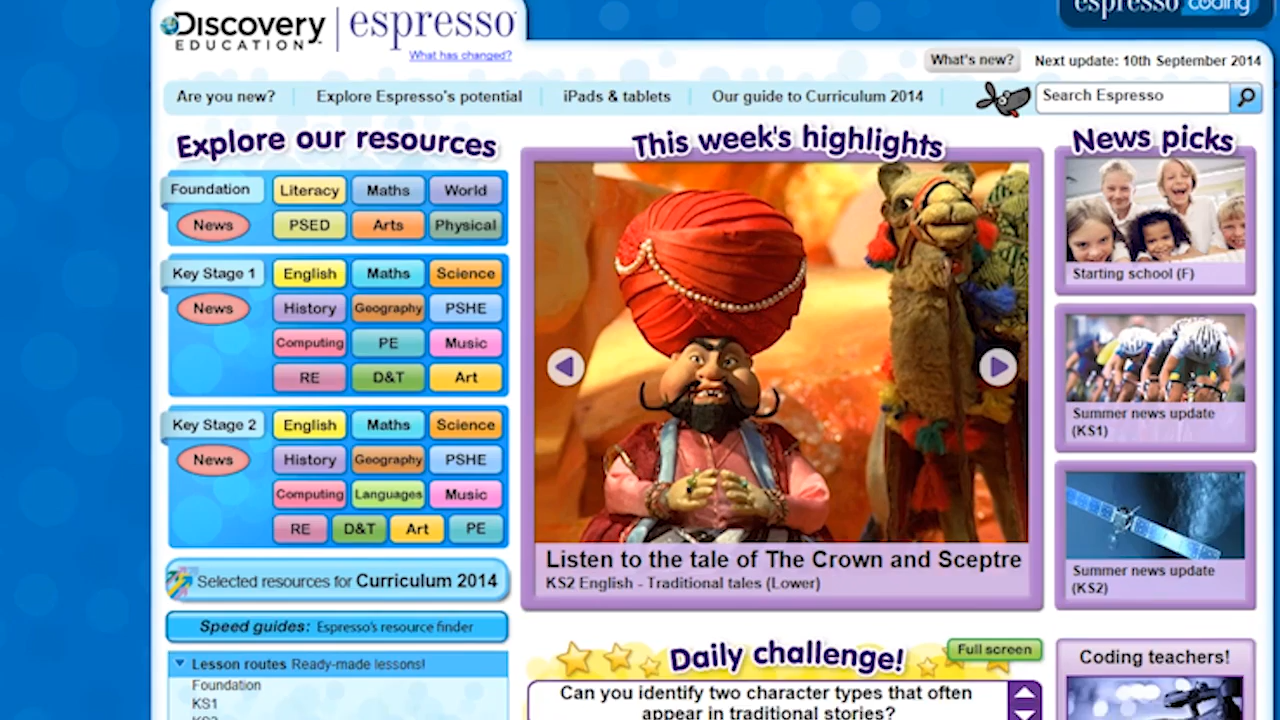 Discovery
EDUCATION™
espresso
What has changed?
espresso coding
What's new?
Next update: 10th September 2014
Are you new?
Explore Espresso's potential
iPads & tablets
Our guide to Curriculum 2014
Search Espresso
Explore our resources
Foundation
Literacy
Maths
World
News
PSED
Arts
Physical
Key Stage 1
English
Maths
Science
News
History
Geography
PSHE
Computing
PE
Music
RE
D&T
Art
Key Stage 2
English
Maths
Science
News
History
Geography
PSHE
Computing
Languages
Music
RE
D&T
Art
PE
Selected resources for Curriculum 2014
Speed guides: Espresso's resource finder
Lesson routes Ready-made lessons!
Foundation
KS1
This week's highlights
Listen to the tale of The Crown and Sceptre
KS2 English - Traditional tales (Lower)
Daily challenge!
Full screen
Can you identify two character types that often
appear in traditional stories?
News picks
Starting school (F)
Summer news update
(KS1)
Summer news update
(KS2)
Coding teachers!